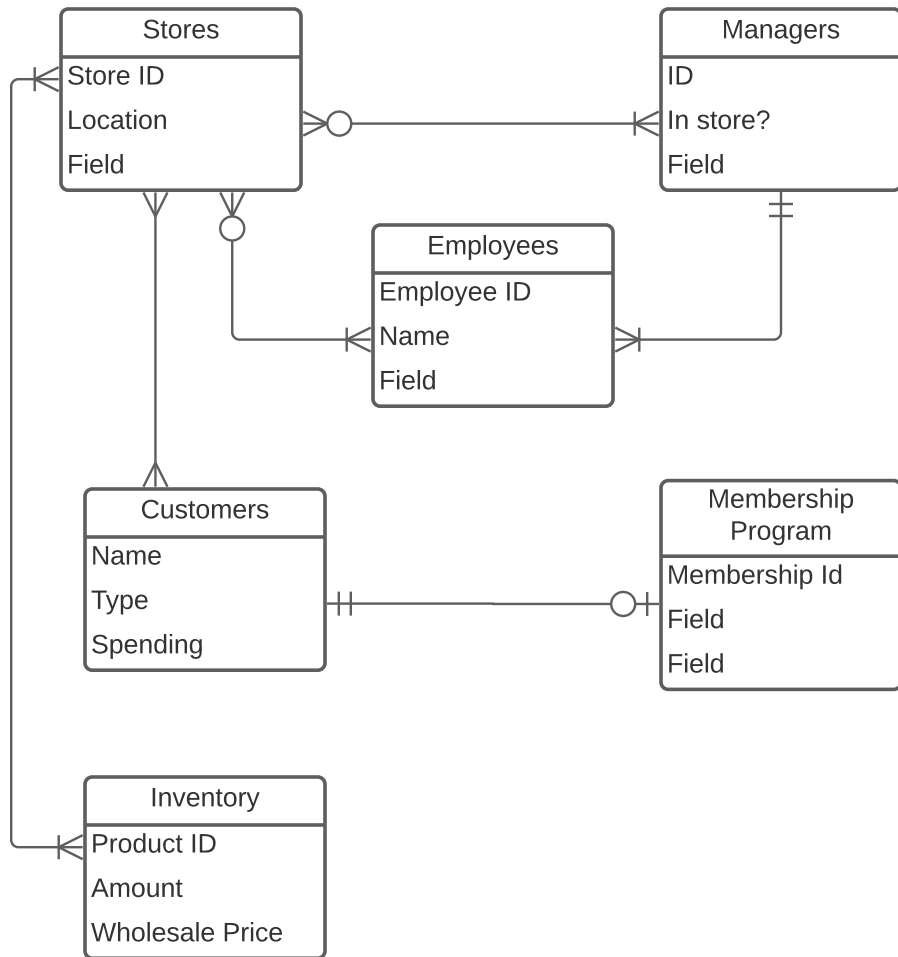 Stores
Store ID
Location
Field
Managers
ID
In store?
Field
Employees
Employee ID
Name
Field
Customers
Name
Type
Spending
Membership
Program
Membership Id
Field
Field
Inventory
Product ID
Amount
Wholesale Price